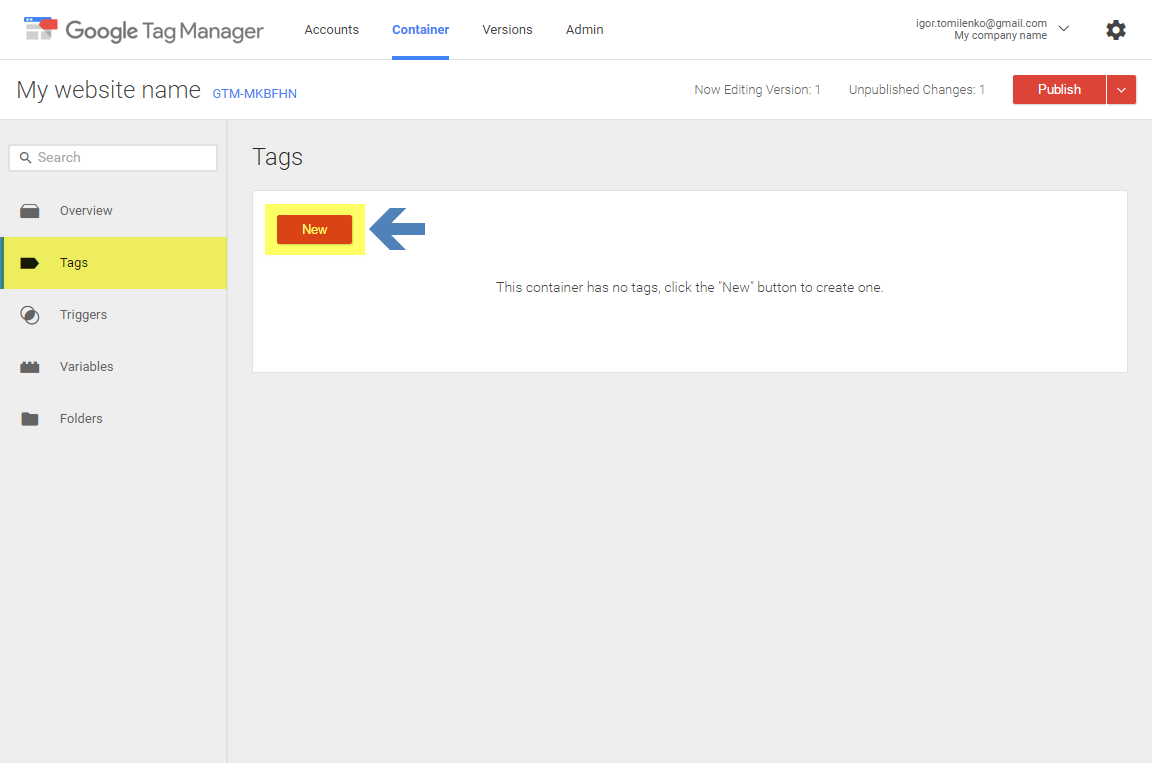 Google Tag Manager
Accounts
Container
Versions
Admin
igor.tomilenko@gmail.com
My company name
My website name GTM-MKBFHN
Now Editing Version: 1
Unpublished Changes: 1
Publish
Search
Overview
Tags
Triggers
Variables
Folders
Tags
New
This container has no tags, click the "New" button to create one.